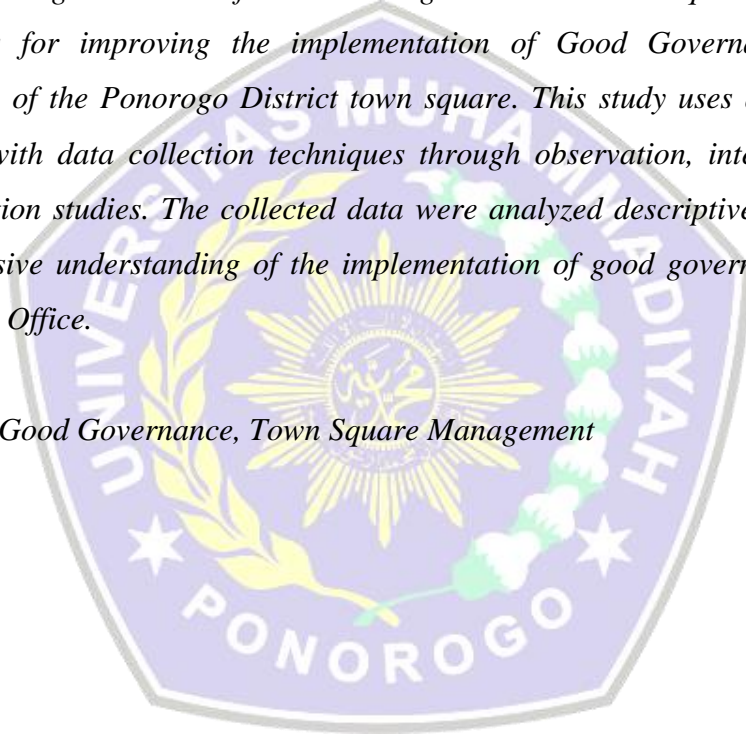 for improving the implementation of Good Governa
of the Ponorogo District town square. This study uses
with data collection techniques through observation, inte
tion studies. The collected data were analyzed descriptive
sive understanding of the implementation of good govern
Office.
Good Governance, Town Square Management
UNIVERSITAS MUHAMMADIYAH
PONOROGO